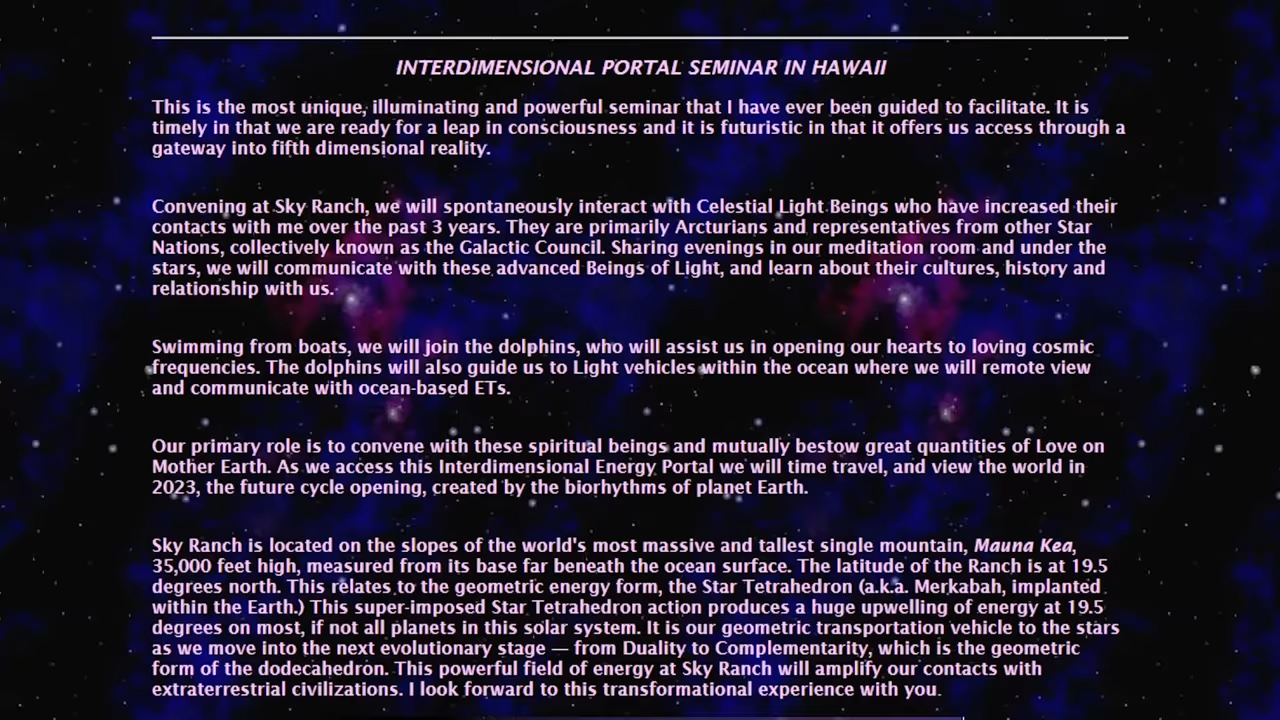 INTERDIMENSIONAL PORTAL SEMINAR IN HAWAII
This is the most unique, illuminating and powerful seminar that I have ever been guided to facilitate. It is
timely in that we are ready for a leap in consciousness and it is futuristic in that it offers us access through a
gateway into fifth dimensional reality.
Convening at Sky Ranch, we will spontaneously interact with Celestial Light Beings who have increased their
contacts with me over the past 3 years. They are primarily Arcturians and representatives from other Star
Nations, collectively known as the Galactic Council. Sharing evenings in our meditation room and under the
stars, we will communicate with these advanced Beings of Light, and learn about their cultures, history and
relationship with us.
Swimming from boats, we will join the dolphins, who will assist us in opening our hearts to loving cosmic
frequencies. The dolphins will also guide us to Light vehicles within the ocean where we will remote view
and communicate with ocean-based ETs.
Our primary role is to convene with these spiritual beings and mutually bestow great quantities of Love on
Mother Earth. As we access this Interdimensional Energy Portal we will time travel, and view the world in
2023, the future cycle opening, created by the biorhythms of planet Earth.
Sky Ranch is located on the slopes of the world's most massive and tallest single mountain, Mauna Kea,
35,000 feet high, measured from its base far beneath the ocean surface. The latitude of the Ranch is at 19.5
degrees north. This relates to the geometric energy form, the Star Tetrahedron (a.k.a. Merkabah, implanted
within the Earth.) This super-imposed Star Tetrahedron action produces a huge upwelling of energy at 19.5
degrees on most, if not all planets in this solar system. It is our geometric transportation vehicle to the stars
as we move into the next evolutionary stage — from Duality to Complementarity, which is the geometric
form of the dodecahedron. This powerful field of energy at Sky Ranch will amplify our contacts with
extraterrestrial civilizations. I look forward to this transformational experience with you.